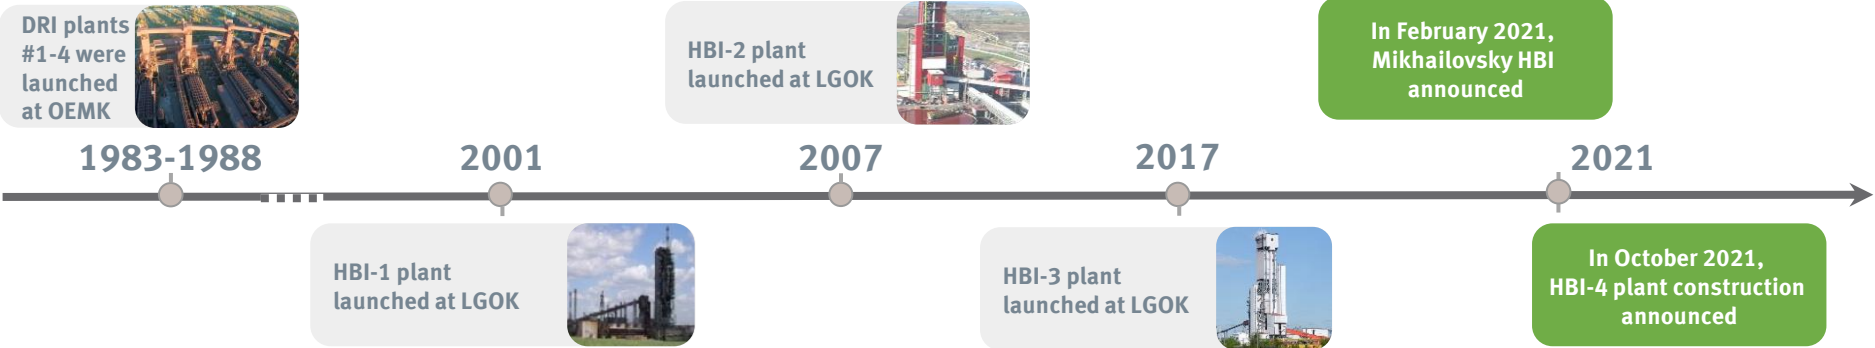 DRI plants
#1-4 were
launched
at OEMK
HBI-2 plant
launched at LGOK
In February 2021,
Mikhailovsky HBI
announced
1983-1988
2001
2007
2017
2021
HBI-1 plant
launched at LGOK
HBI-3 plant
launched at LGOK
In October 2021,
HBI-4 plant construction
announced